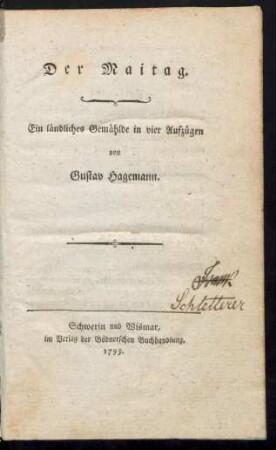 Der Maitag.
Ein ländliches Gemählde in vier Aufzügen
von
Gustav Hagemann.
Schletterer
Schwerin und Wismar,
im Verlag der Bödnerschen Buchhandlung,
1793.